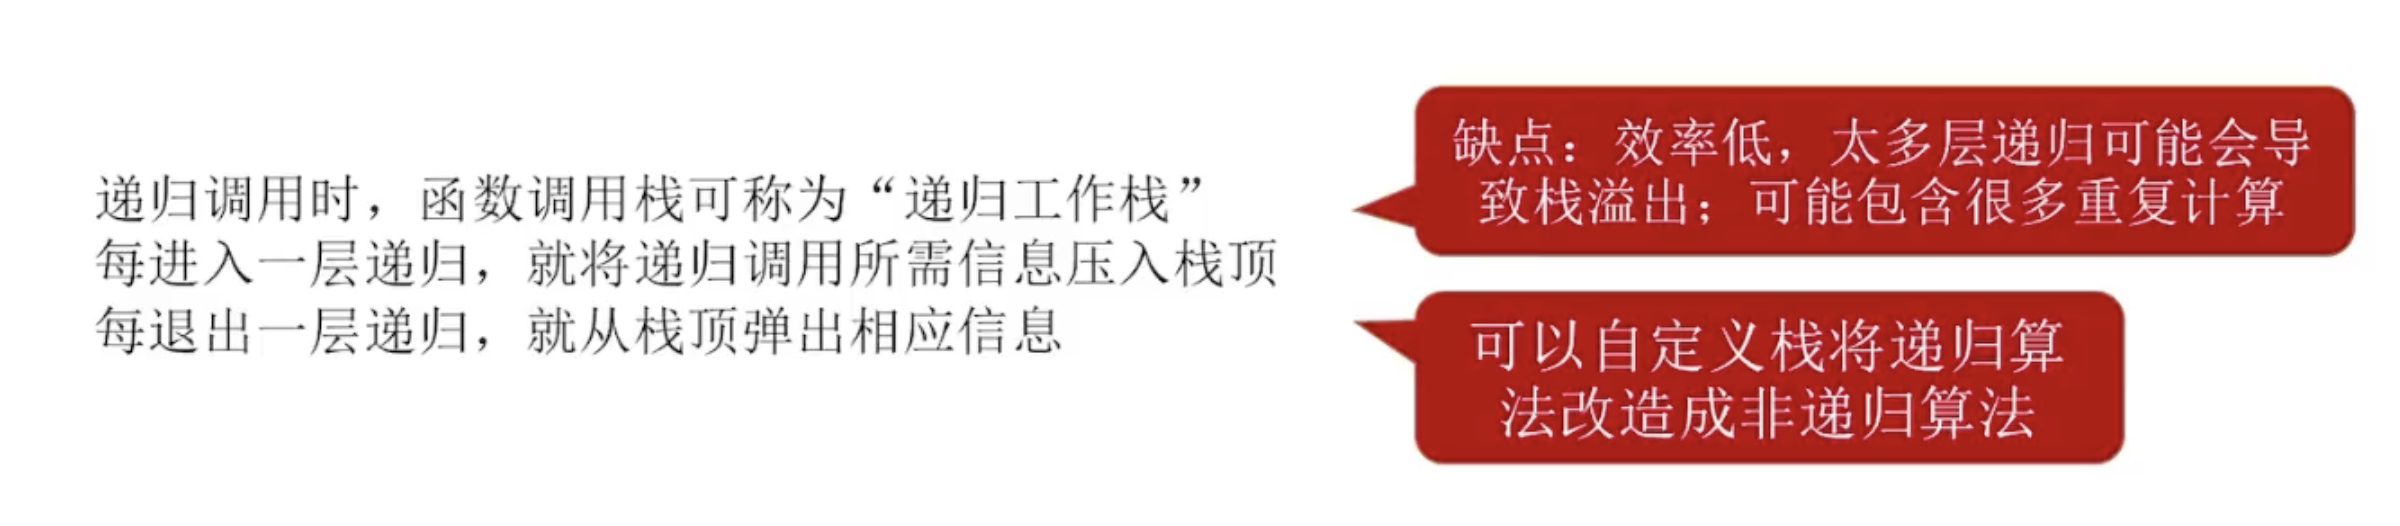 递归调用时，函数调用栈可称为“递归工作栈”
每进入一层递归，就将递归调用所需信息压入栈顶
每退出一层递归，就从栈顶弹出相应信息
缺点：效率低，太多层递归可能会导
致栈溢出；可能包含很多重复计算
可以自定义栈将递归算
法改造成非递归算法